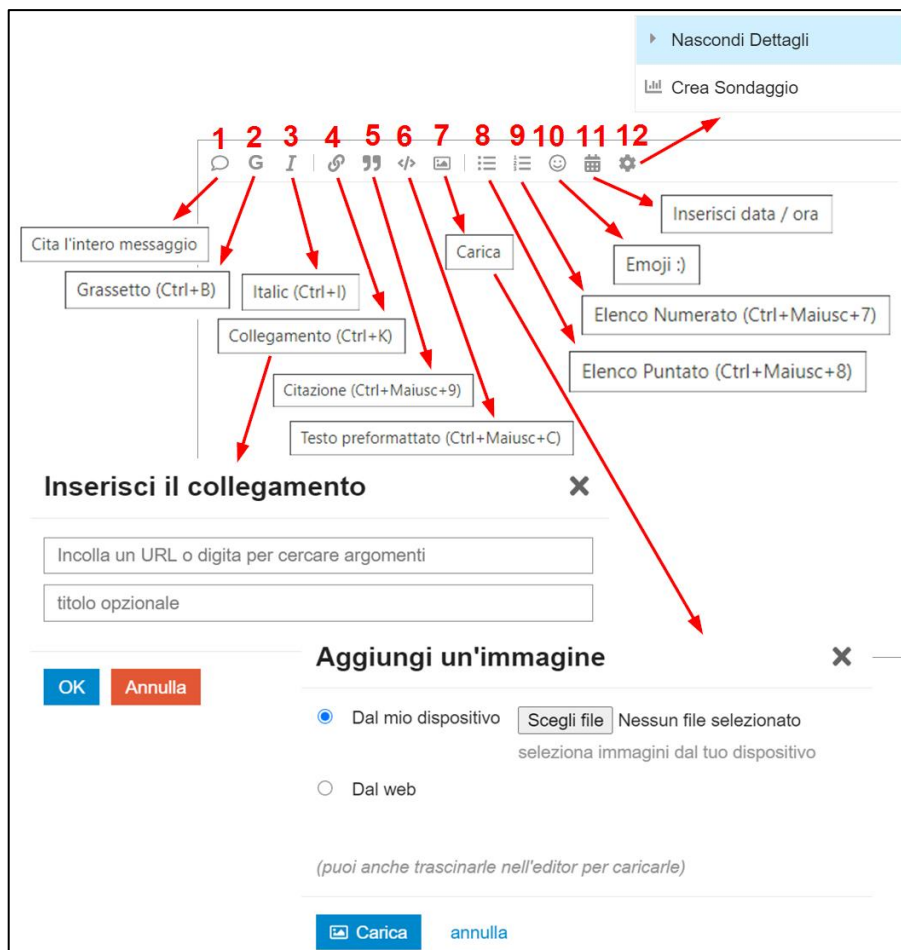 Nascondi Dettagli
Crea Sondaggio
1 2 3 4 5 6 7 8 9 10 11 12
G I
Inserisci data / ora
Cita l'intero messaggio
Carica
Emoji :)
Grassetto (Ctrl+B)
Italic (Ctrl+I)
Elenco Numerato (Ctrl+Maiusc+7)
Collegamento (Ctrl+K)
Elenco Puntato (Ctrl+Maiusc+8)
Citazione (Ctrl+Maiusc+9)
Testo preformattato (Ctrl+Maiusc+C)
Inserisci il collegamento
Incolla un URL o digita per cercare argomenti
titolo opzionale
OK Annulla
Aggiungi un'immagine
Dal mio dispositivo Scegli file Nessun file selezionato
seleziona immagini dal tuo dispositivo
Dal web
(puoi anche trascinarle nell'editor per caricarle)
Carica annulla